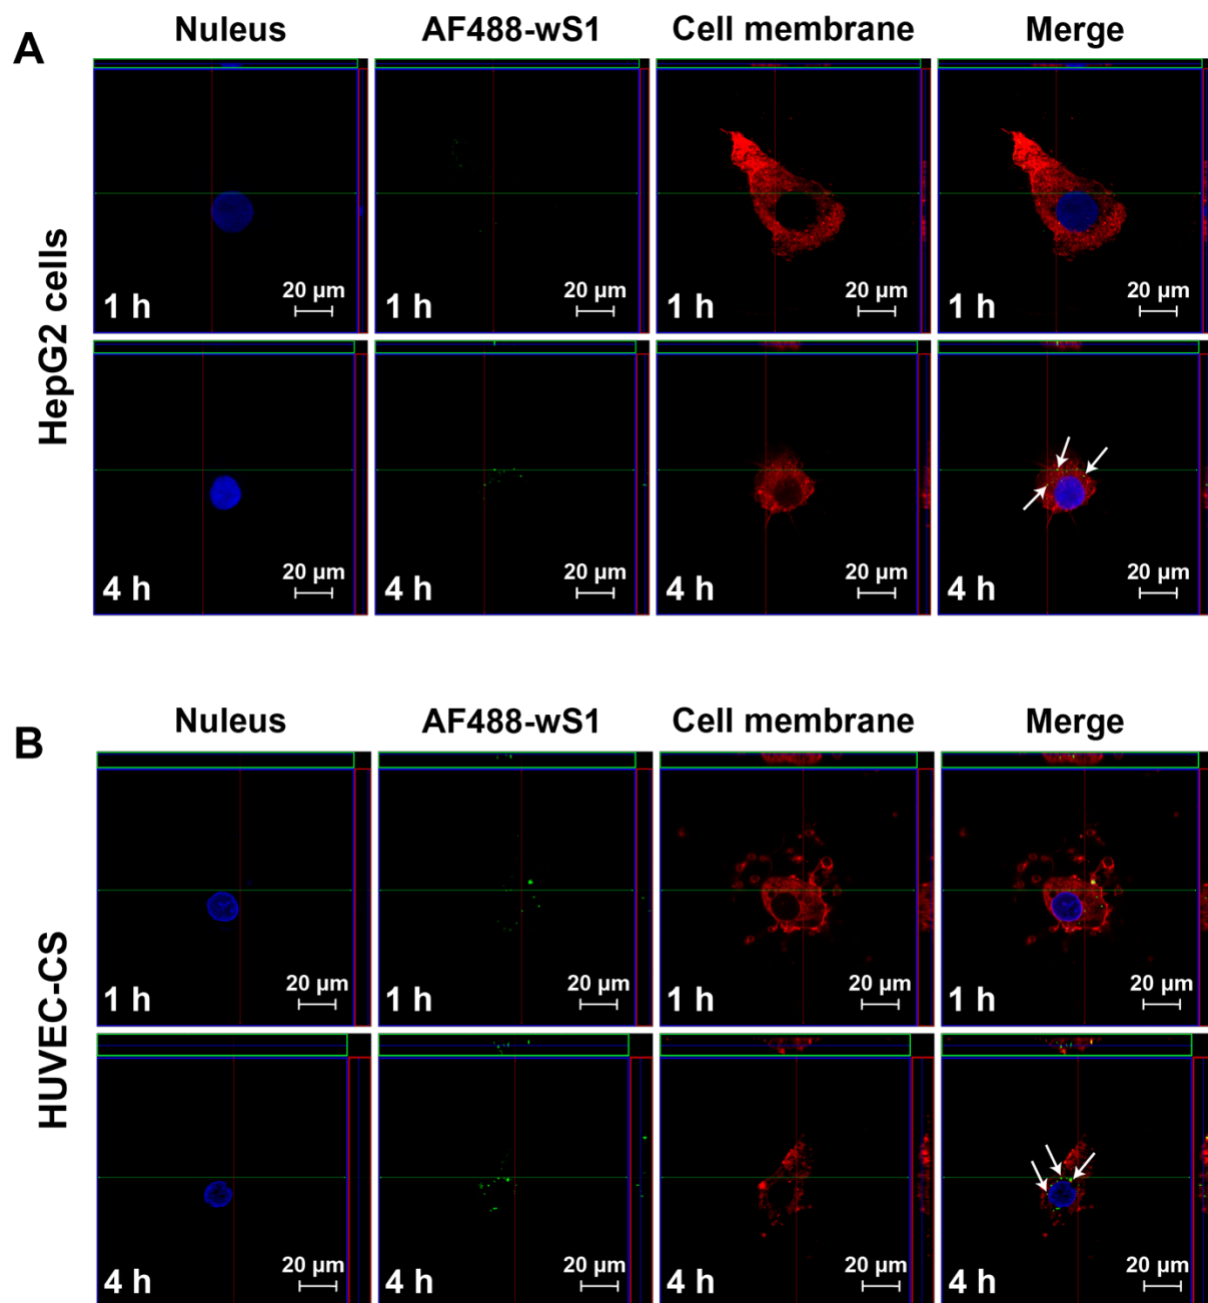 A
Nuleus AF488-wS1 Cell membrane Merge
HepG2 cells
20 µm 20 µm 20 µm 20 µm
1 h 1 h 1 h 1 h
20 µm 20 µm 20 µm 20 µm
4 h 4 h 4 h 4 h
B
Nuleus AF488-wS1 Cell membrane Merge
HUVEC-CS
20 µm 20 µm 20 µm 20 µm
1 h 1 h 1 h 1 h
20 µm 20 µm 20 µm 20 µm
4 h 4 h 4 h 4 h